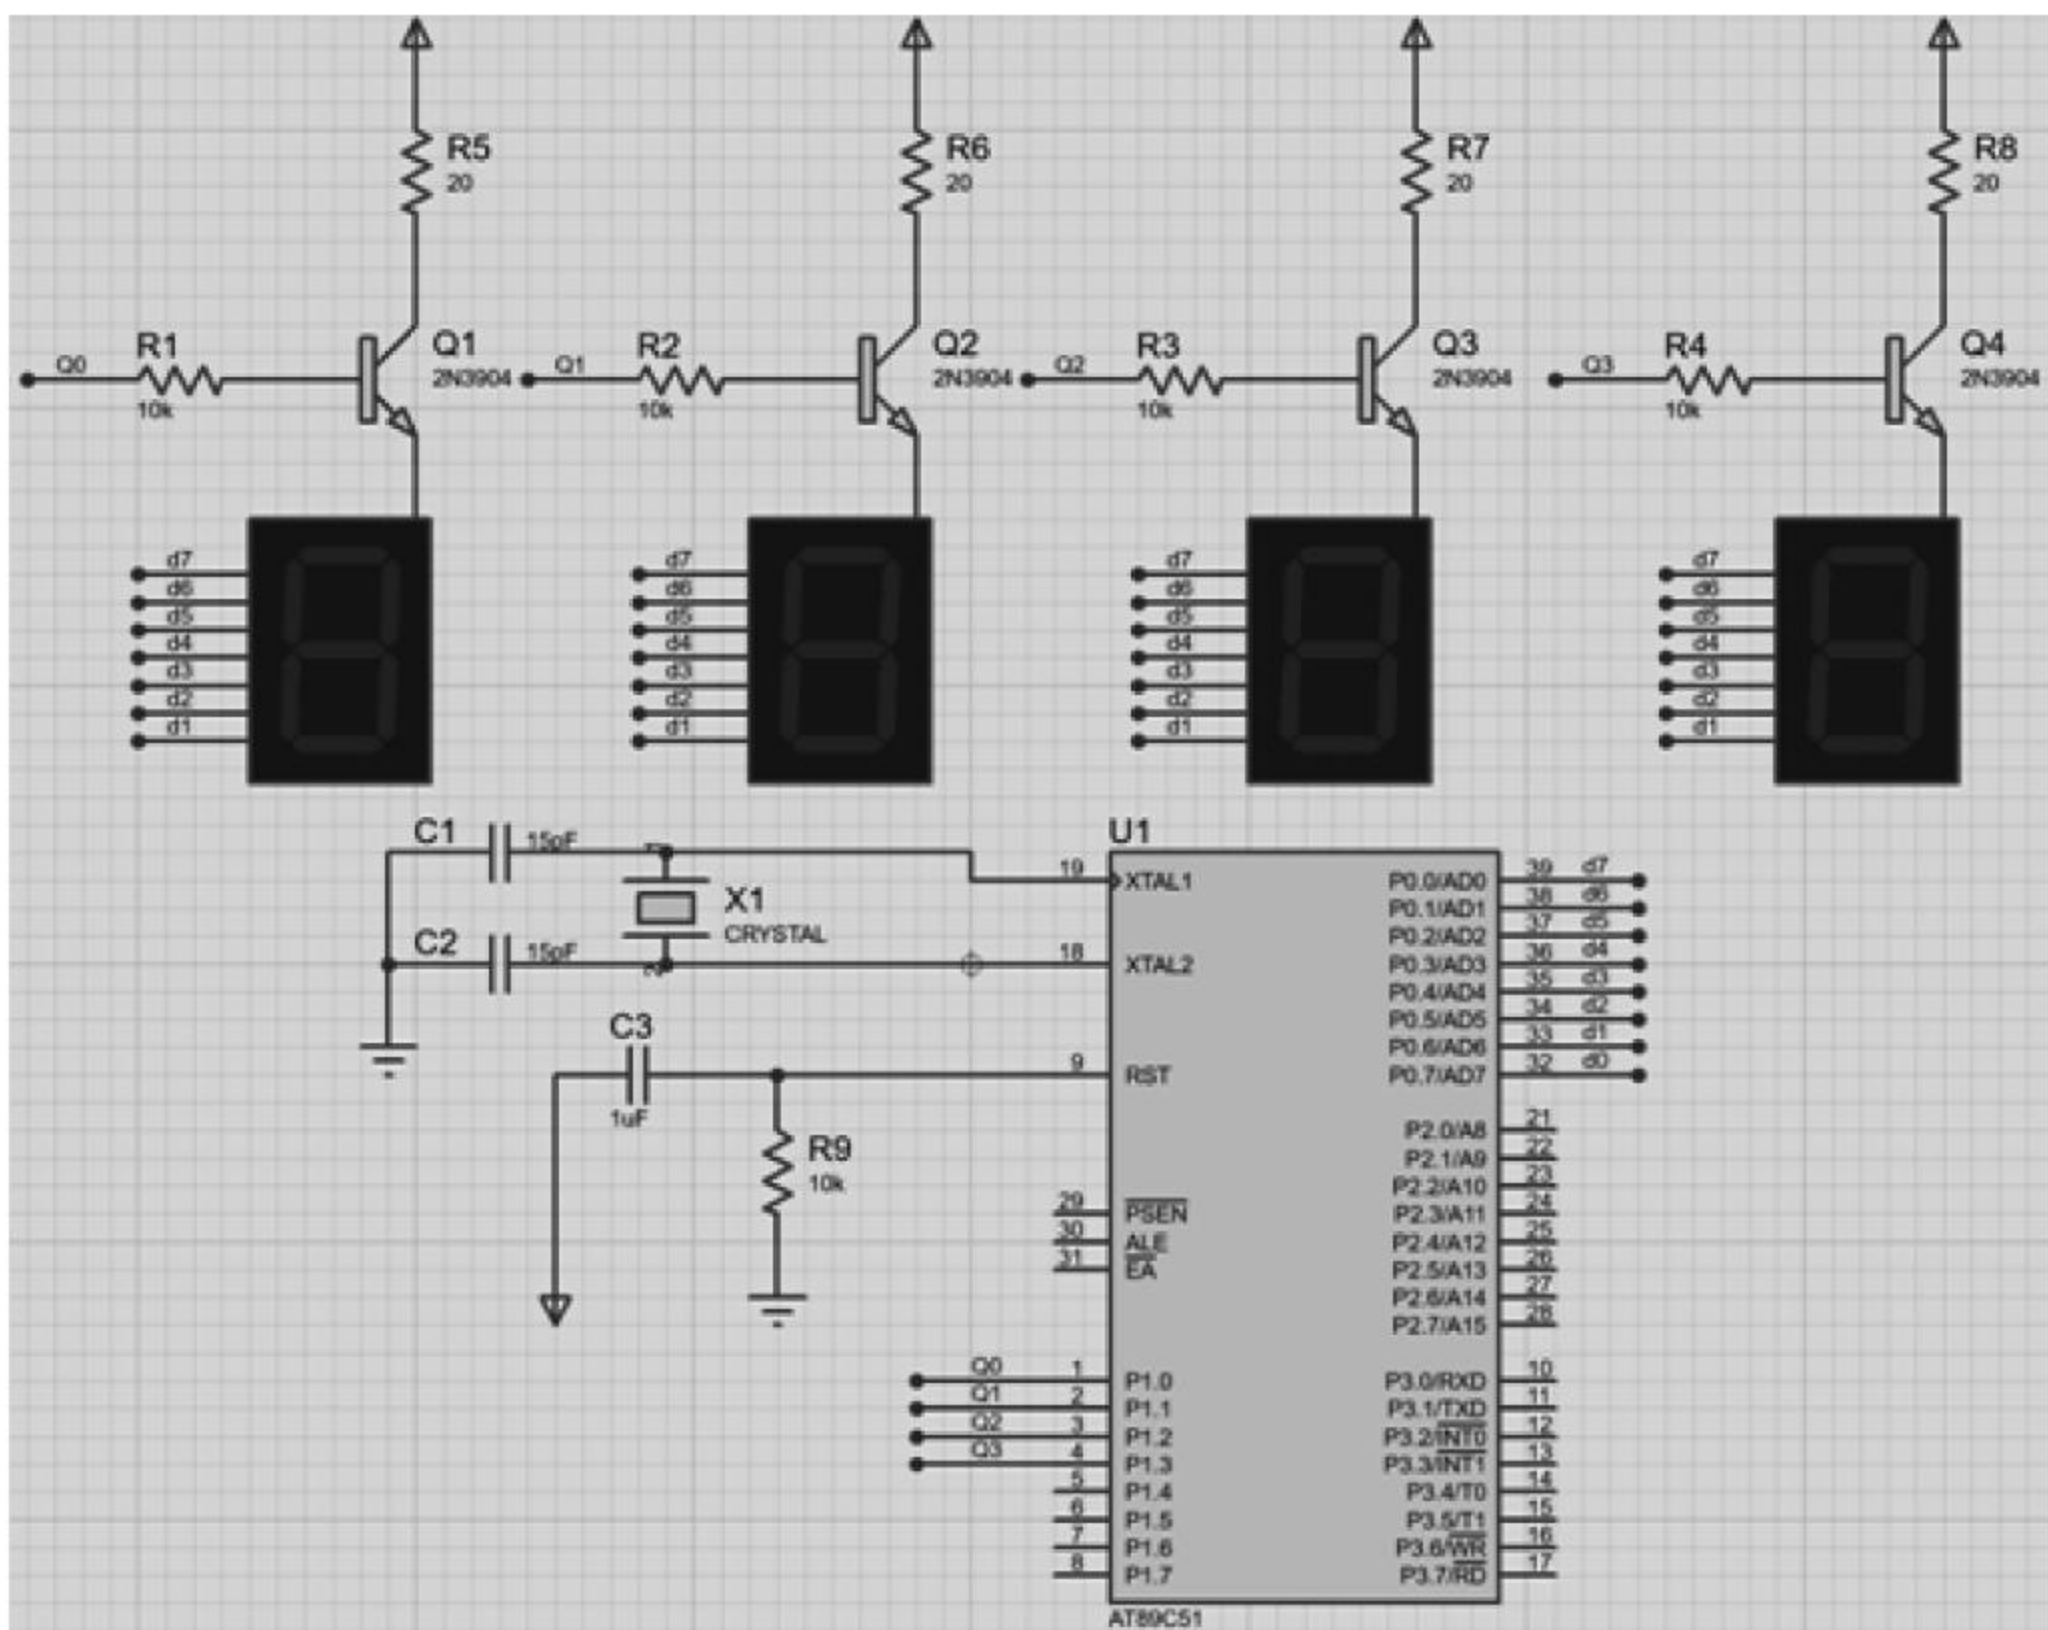 R5 R6 R7 R8
20 20 20 20
R1 Q1 R2 Q2 R3 Q3 R4 Q4
Q0 2N3904 Q1 2N3904 Q2 2N3904 Q3 2N3904
10k 10k 10k 10k
d7 d7 d7 d7
d6 d6 d6 d6
d5 d5 d5 d5
d4 d4 d4 d4
d3 d3 d3 d3
d2 d2 d2 d2
d1 d1 d1 d1
C1 15pF 1 U1
19 XTAL1 P0.0/AD0 39 d7
X1 P0.1/AD1 38 d6
CRYSTAL P0.2/AD2 37 d5
C2 15pF 2 18 XTAL2 P0.3/AD3 36 d4
P0.4/AD4 35 d3
C3 P0.5/AD5 34 d2
P0.6/AD6 33 d1
9 RST P0.7/AD7 32 d0
1uF
P2.0/A8 21
R9 P2.1/A9 22
10k P2.2/A10 23
29 PSEN P2.3/A11 24
30 ALE P2.4/A12 25
31 EA P2.5/A13 26
P2.6/A14 27
P2.7/A15 28
Q0 1 P1.0 P3.0/RXD 10
Q1 2 P1.1 P3.1/TXD 11
Q2 3 P1.2 P3.2/INT0 12
Q3 4 P1.3 P3.3/INT1 13
5 P1.4 P3.4/T0 14
6 P1.5 P3.5/T1 15
7 P1.6 P3.6/WR 16
8 P1.7 P3.7/RD 17
AT89C51